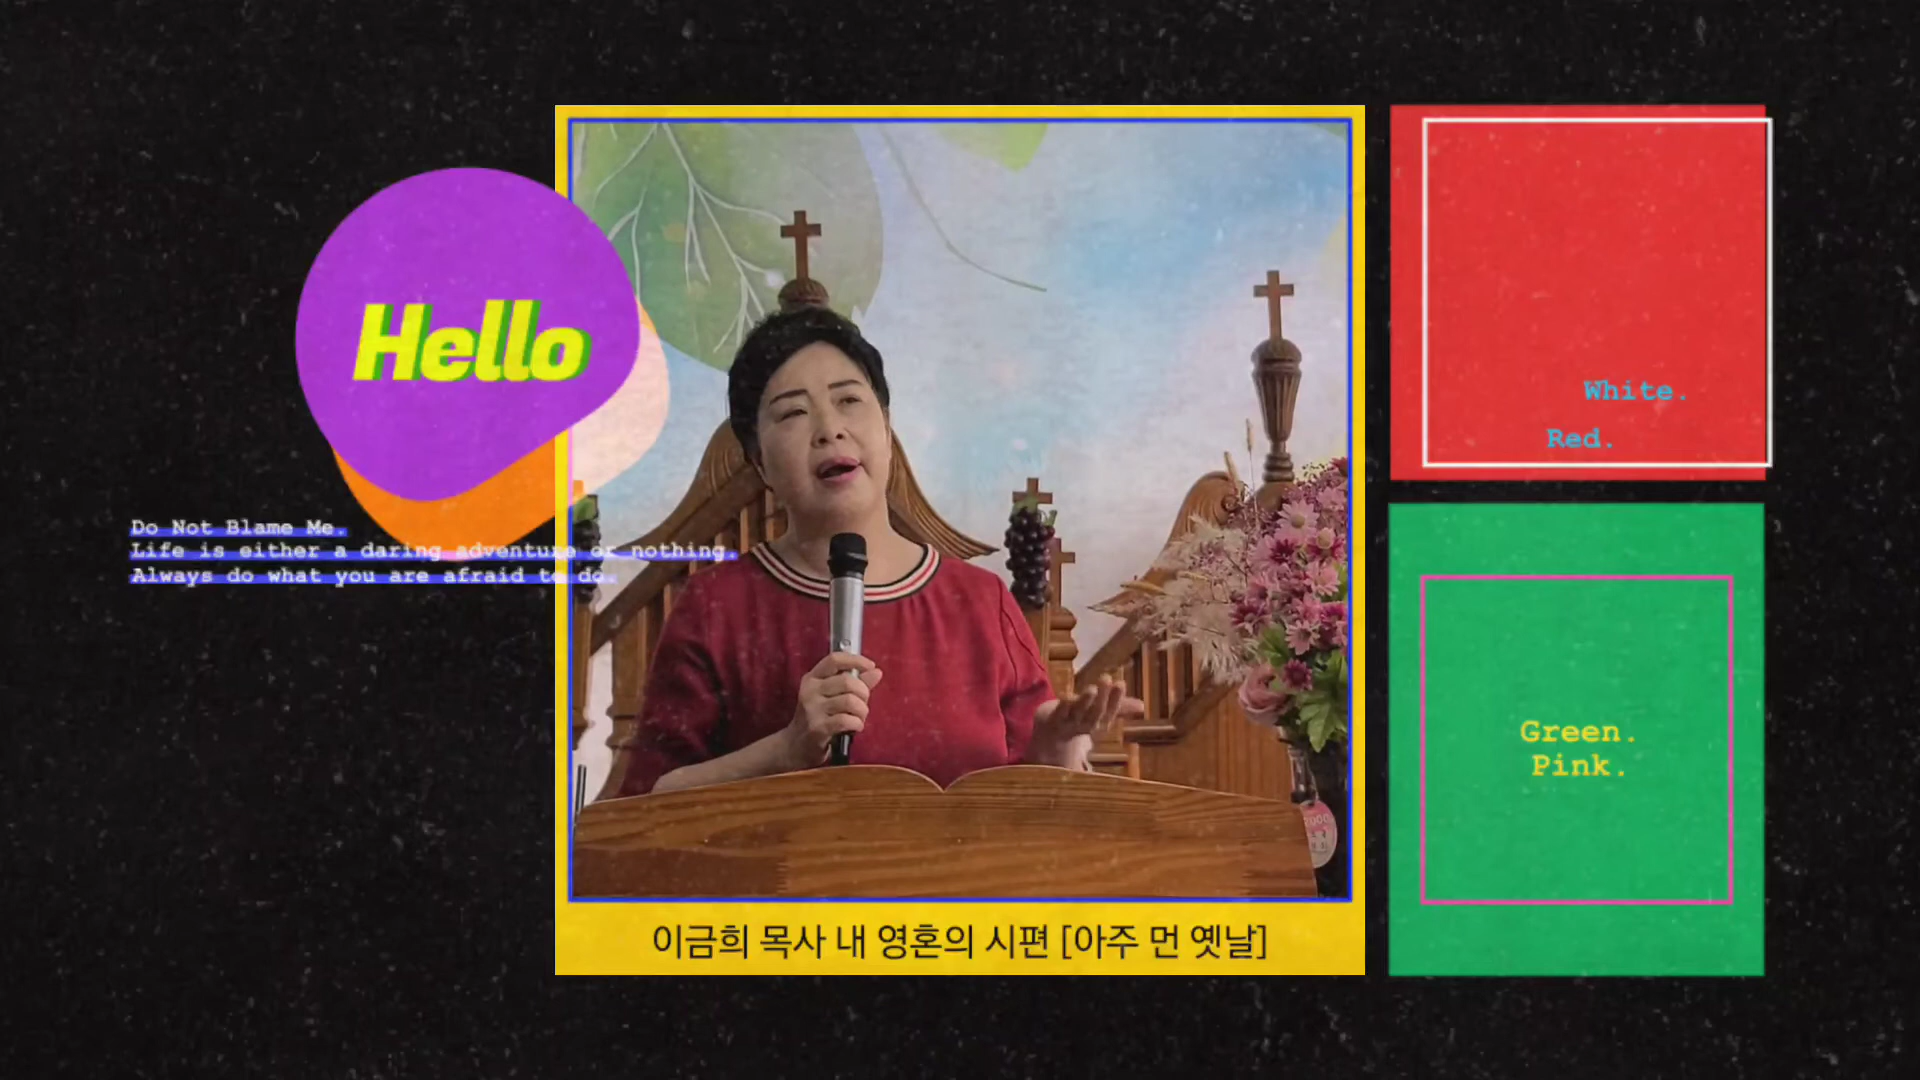 Hello
Do Not Blame Me.
Life is either a daring adventure or nothing.
Always do what you are afraid to do.
White.
Red.
Green.
Pink.
2000
이금희 목사 내 영혼의 시편 [아주 먼 옛날]